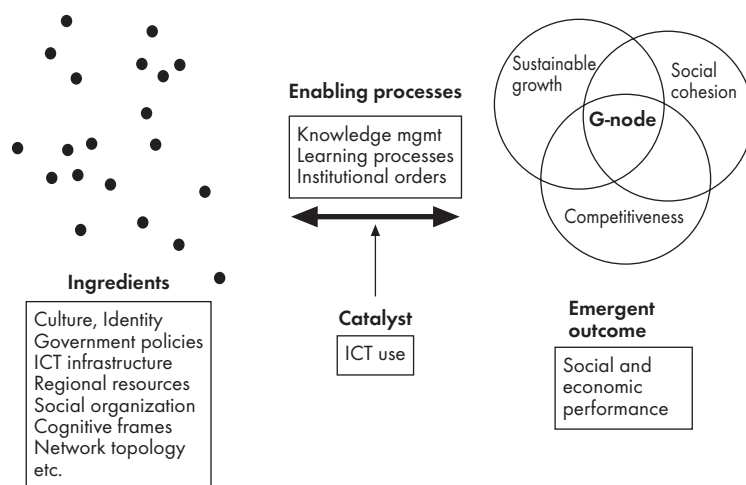 Enabling processes
Knowledge mgmt
Learning processes
Institutional orders
Sustainable
growth
Social
cohesion
G-node
Competitiveness
Ingredients
Culture, Identity
Government policies
ICT infrastructure
Regional resources
Social organization
Cognitive frames
Network topology
etc.
Catalyst
ICT use
Emergent
outcome
Social and
economic
performance